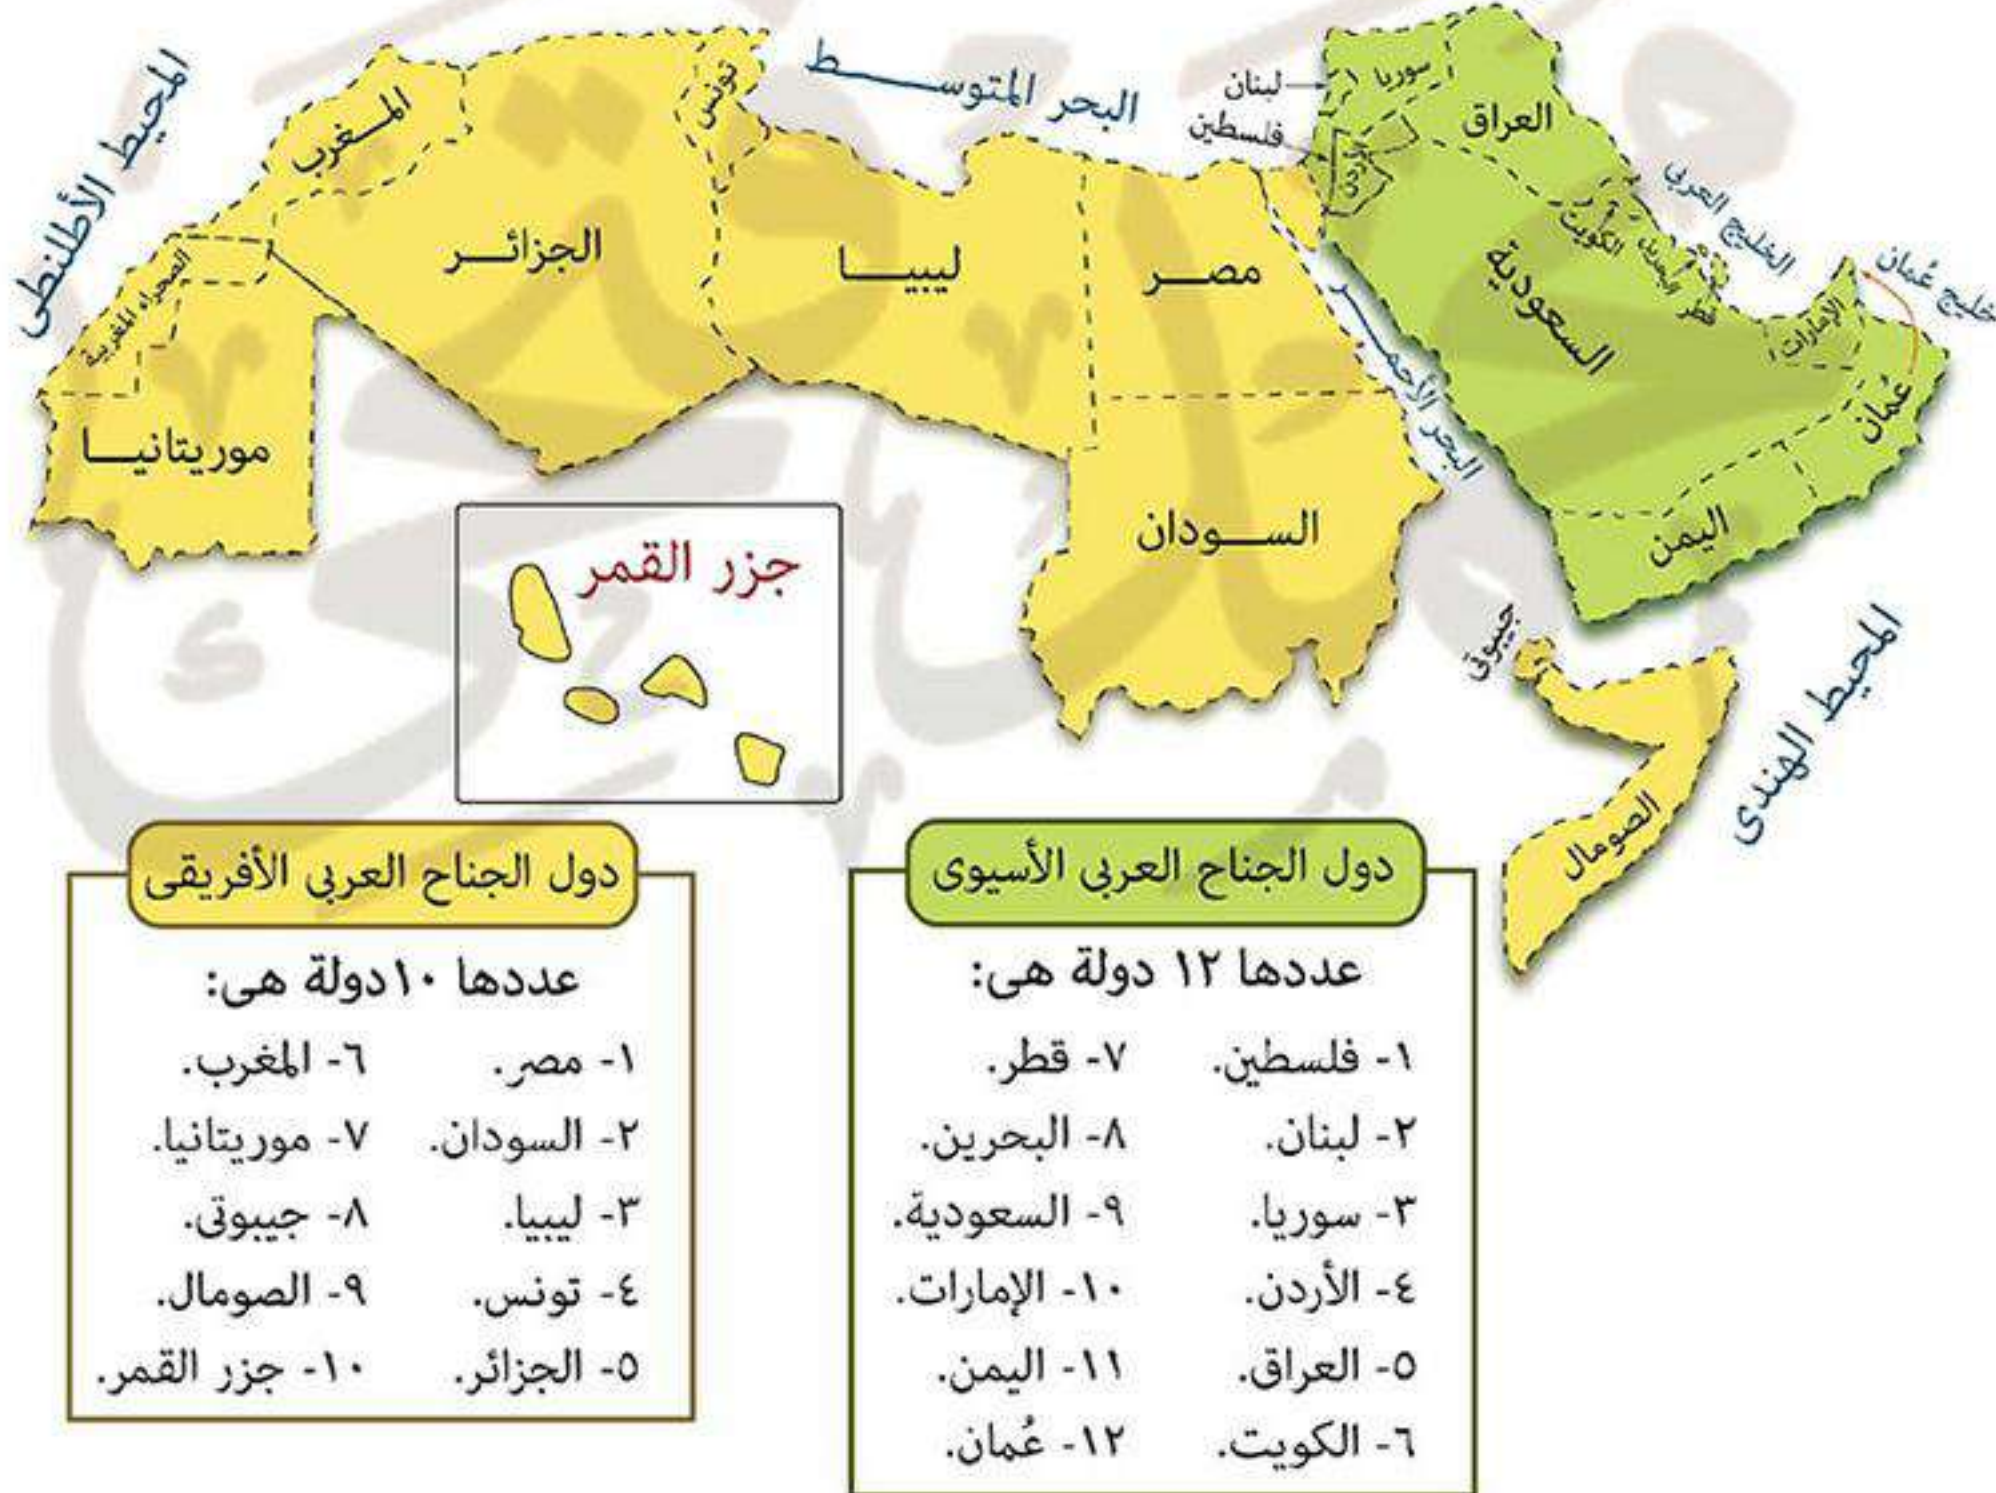 المحيط الأطلنطى
البحر المتوسط
المغرب
تونس
الجزائر
ليبيا
مصر
الصحراء المغربية
موريتانيا
السودان
لبنان
سوريا
فلسطين
الأردن
العراق
الكويت
البحرين
قطر
السعودية
الإمارات
عُمان
اليمن
الخليج العربي
خليج عُمان
البحر الأحمر
جيبوتى
الصومال
المحيط الهندى
جزر القمر
دول الجناح العربى الأسيوى
عددها ١٢ دولة هى:
١- فلسطين. ٧- قطر.
٢- لبنان. ٨- البحرين.
٣- سوريا. ٩- السعودية.
٤- الأردن. ١٠- الإمارات.
٥- العراق. ١١- اليمن.
٦- الكويت. ١٢- عُمان.
دول الجناح العربى الأفريقى
عددها ١٠دولة هى:
١- مصر. ٦- المغرب.
٢- السودان. ٧- موريتانيا.
٣- ليبيا. ٨- جيبوتى.
٤- تونس. ٩- الصومال.
٥- الجزائر. ١٠- جزر القمر.